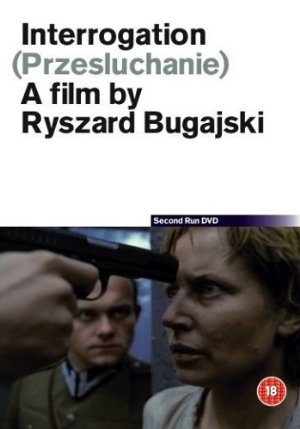 Interrogation
(Przesluchanie)
A film by
Ryszard Bugajski
Second Run DVD
18